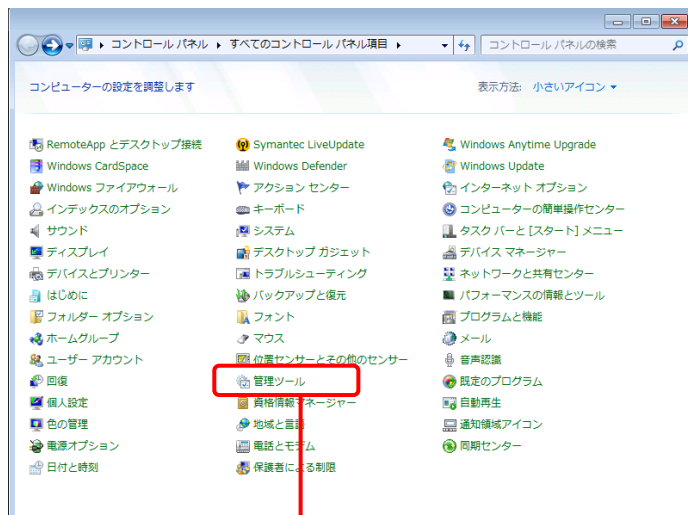 コントロール パネル ▸ すべてのコントロール パネル項目 ▸ コントロール パネルの検索
コンピューターの設定を調整します 表示方法: 小さいアイコン
RemoteApp とデスクトップ接続 Symantec LiveUpdate Windows Anytime Upgrade
Windows CardSpace Windows Defender Windows Update
Windows ファイアウォール アクション センター インターネット オプション
インデックスのオプション キーボード コンピューターの簡単操作センター
サウンド システム タスク バーと [スタート] メニュー
ディスプレイ デスクトップ ガジェット デバイス マネージャー
デバイスとプリンター トラブルシューティング ネットワークと共有センター
はじめに バックアップと復元 パフォーマンスの情報とツール
フォルダー オプション フォント プログラムと機能
ホームグループ マウス メール
ユーザー アカウント 位置センサーとその他のセンサー 音声認識
回復 管理ツール 既定のプログラム
個人設定 資格情報マネージャー 自動再生
色の管理 地域と言語 通知領域アイコン
電源オプション 電話とモデム 同期センター
日付と時刻 保護者による制限